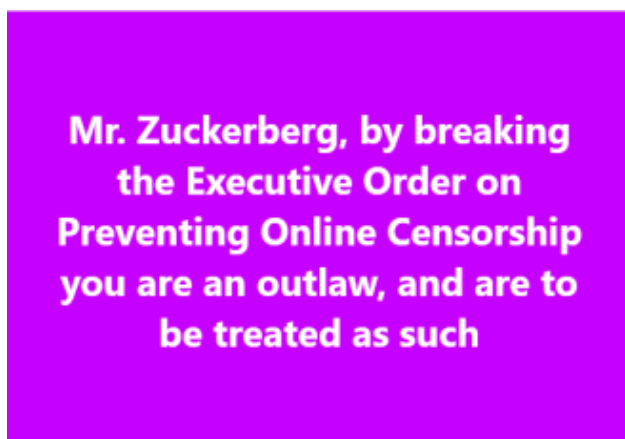 Mr. Zuckerberg, by breaking
the Executive Order on
Preventing Online Censorship
you are an outlaw, and are to
be treated as such